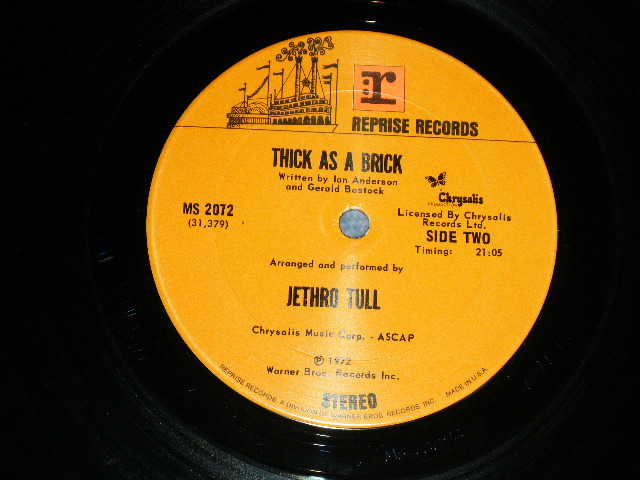 r:
REPRISE RECORDS
THICK AS A BRICK
Written by Ian Anderson
and Gerald Bostock
MS 2072
(31,379)
Chrysalis
Licensed By Chrysalis
Records Ltd.
SIDE TWO
Timing: 21:05
Arranged and performed by
JETHRO TULL
Chrysalis Music Corp. - ASCAP
℗ 1972
Warner Bros. Records Inc.
STEREO
REPRISE RECORDS, A DIVISION OF WARNER BROS. RECORDS INC. MADE IN U.S.A.